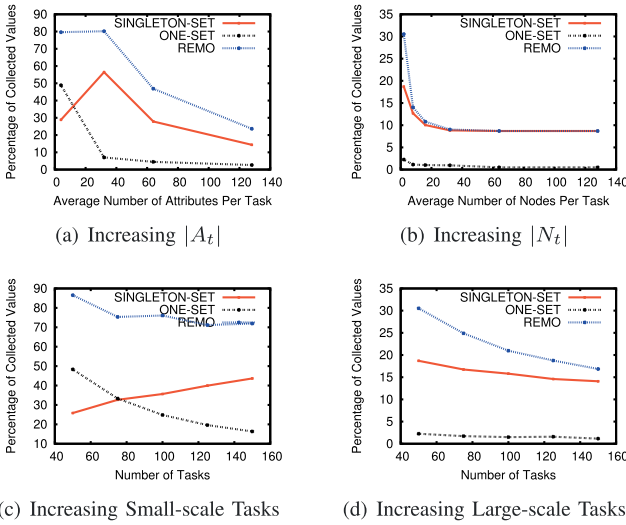 90
80
70
60
50
40
30
20
10
0
0 20 40 60 80 100 120 140
Percentage of Collected Values
Average Number of Attributes Per Task
SINGLETON-SET
ONE-SET
REMO
(a) Increasing |A_t|
35
30
25
20
15
10
5
0
0 20 40 60 80 100 120 140
Percentage of Collected Values
Average Number of Nodes Per Task
SINGLETON-SET
ONE-SET
REMO
(b) Increasing |N_t|
90
80
70
60
50
40
30
20
10
40 60 80 100 120 140 160
Percentage of Collected Values
Number of Tasks
SINGLETON-SET
ONE-SET
REMO
(c) Increasing Small-scale Tasks
35
30
25
20
15
10
5
0
40 60 80 100 120 140 160
Percentage of Collected Values
Number of Tasks
SINGLETON-SET
ONE-SET
REMO
(d) Increasing Large-scale Tasks